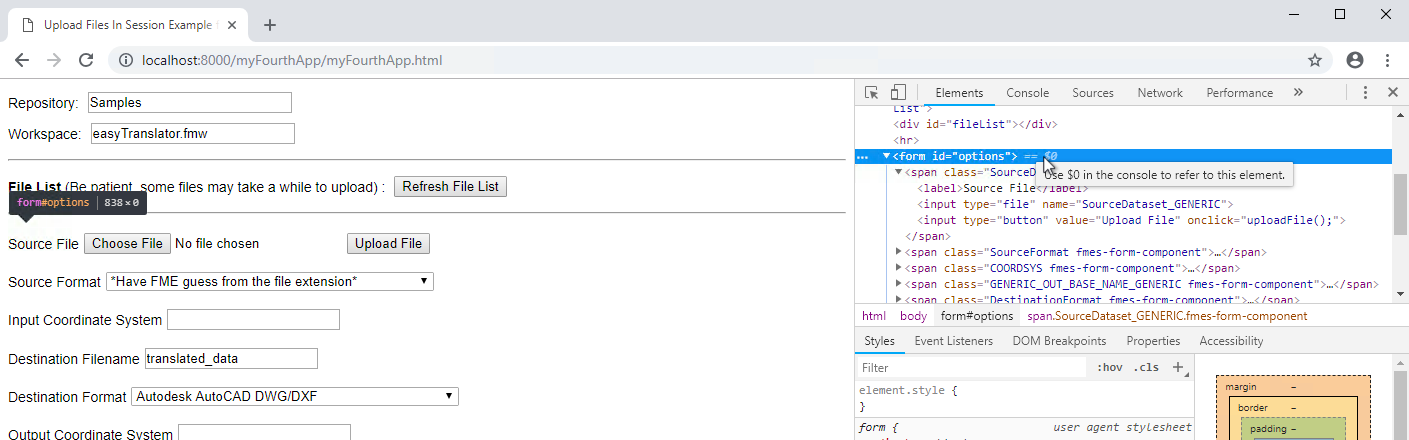 Upload Files In Session Example
localhost:8000/myFourthApp/myFourthApp.html
Repository: Samples
Workspace: easyTranslator.fmw
File List (Be patient, some files may take a while to upload) : Refresh File List
form#options 838 × 0
Source File Choose File No file chosen Upload File
Source Format *Have FME guess from the file extension*
Input Coordinate System
Destination Filename translated_data
Destination Format Autodesk AutoCAD DWG/DXF
Output Coordinate System
Elements Console Sources Network Performance »
List">
<div id="fileList"></div>
<hr>
… <form id="options"> == $0
<span class="SourceD
Use $0 in the console to refer to this element.
<label>Source File</label>
<input type="file" name="SourceDataset_GENERIC">
<input type="button" value="Upload File" onclick="uploadFile();">
</span>
<span class="SourceFormat fmes-form-component">…</span>
<span class="COORDSYS fmes-form-component">…</span>
<span class="GENERIC_OUT_BASE_NAME_GENERIC fmes-form-component">…</span>
<span class="DestinationFormat fmes-form-component">…</span>
html body form#options span.SourceDataset_GENERIC.fmes-form-component
Styles Event Listeners DOM Breakpoints Properties Accessibility
Filter :hov .cls +
element.style {
}
form { user agent stylesheet
margin –
border –
padding –